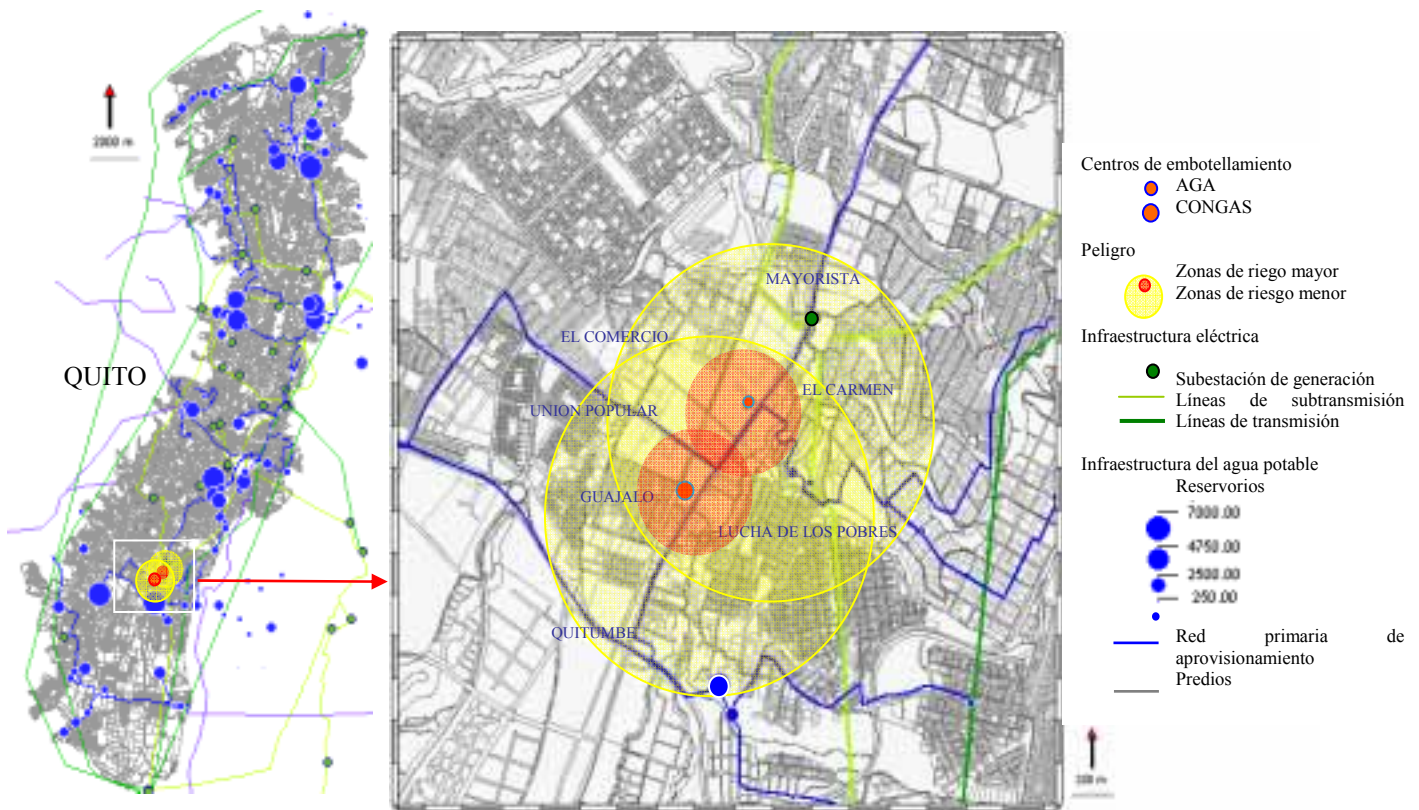 2000 m
QUITO
MAYORISTA
EL COMERCIO
EL CARMEN
UNION POPULAR
GUAJALO
LUCHA DE LOS POBRES
QUITUMBE
Centros de embotellamiento
AGA
CONGAS
Peligro
Zonas de riego mayor
Zonas de riesgo menor
Infraestructura eléctrica
Subestación de generación
Líneas de subtransmisión
Líneas de transmisión
Infraestructura del agua potable
Reservorios
7000.00
4750.00
2500.00
250.00
Red primaria de
aprovisionamiento
Predios